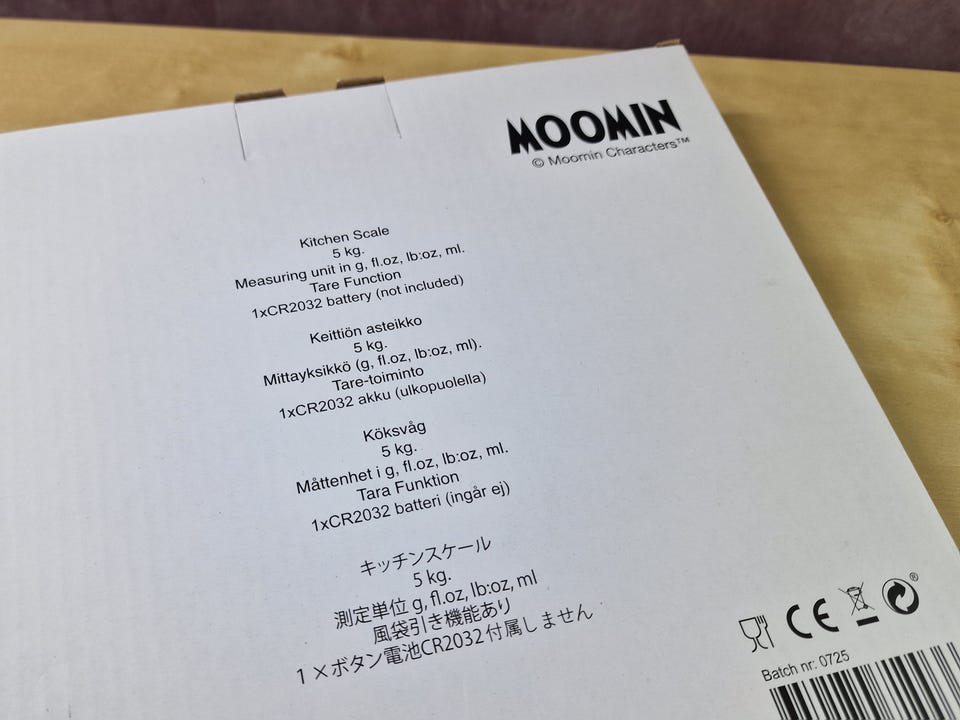 MOOMIN
© Moomin Characters™
Kitchen Scale
5 kg.
Measuring unit in g, fl.oz, lb:oz, ml.
Tare Function
1xCR2032 battery (not included)
Keittiön asteikko
5 kg.
Mittayksikkö (g, fl.oz, lb:oz, ml).
Tare-toiminto
1xCR2032 akku (ulkopuolella)
Köksvåg
5 kg.
Måttenhet i g, fl.oz, lb:oz, ml.
Tara Funktion
1xCR2032 batteri (ingår ej)
キッチンスケール
5 kg.
測定単位 g, fl.oz, lb:oz, ml
風袋引き機能あり
1×ボタン電池CR2032付属しません
CE
Batch nr: 0725